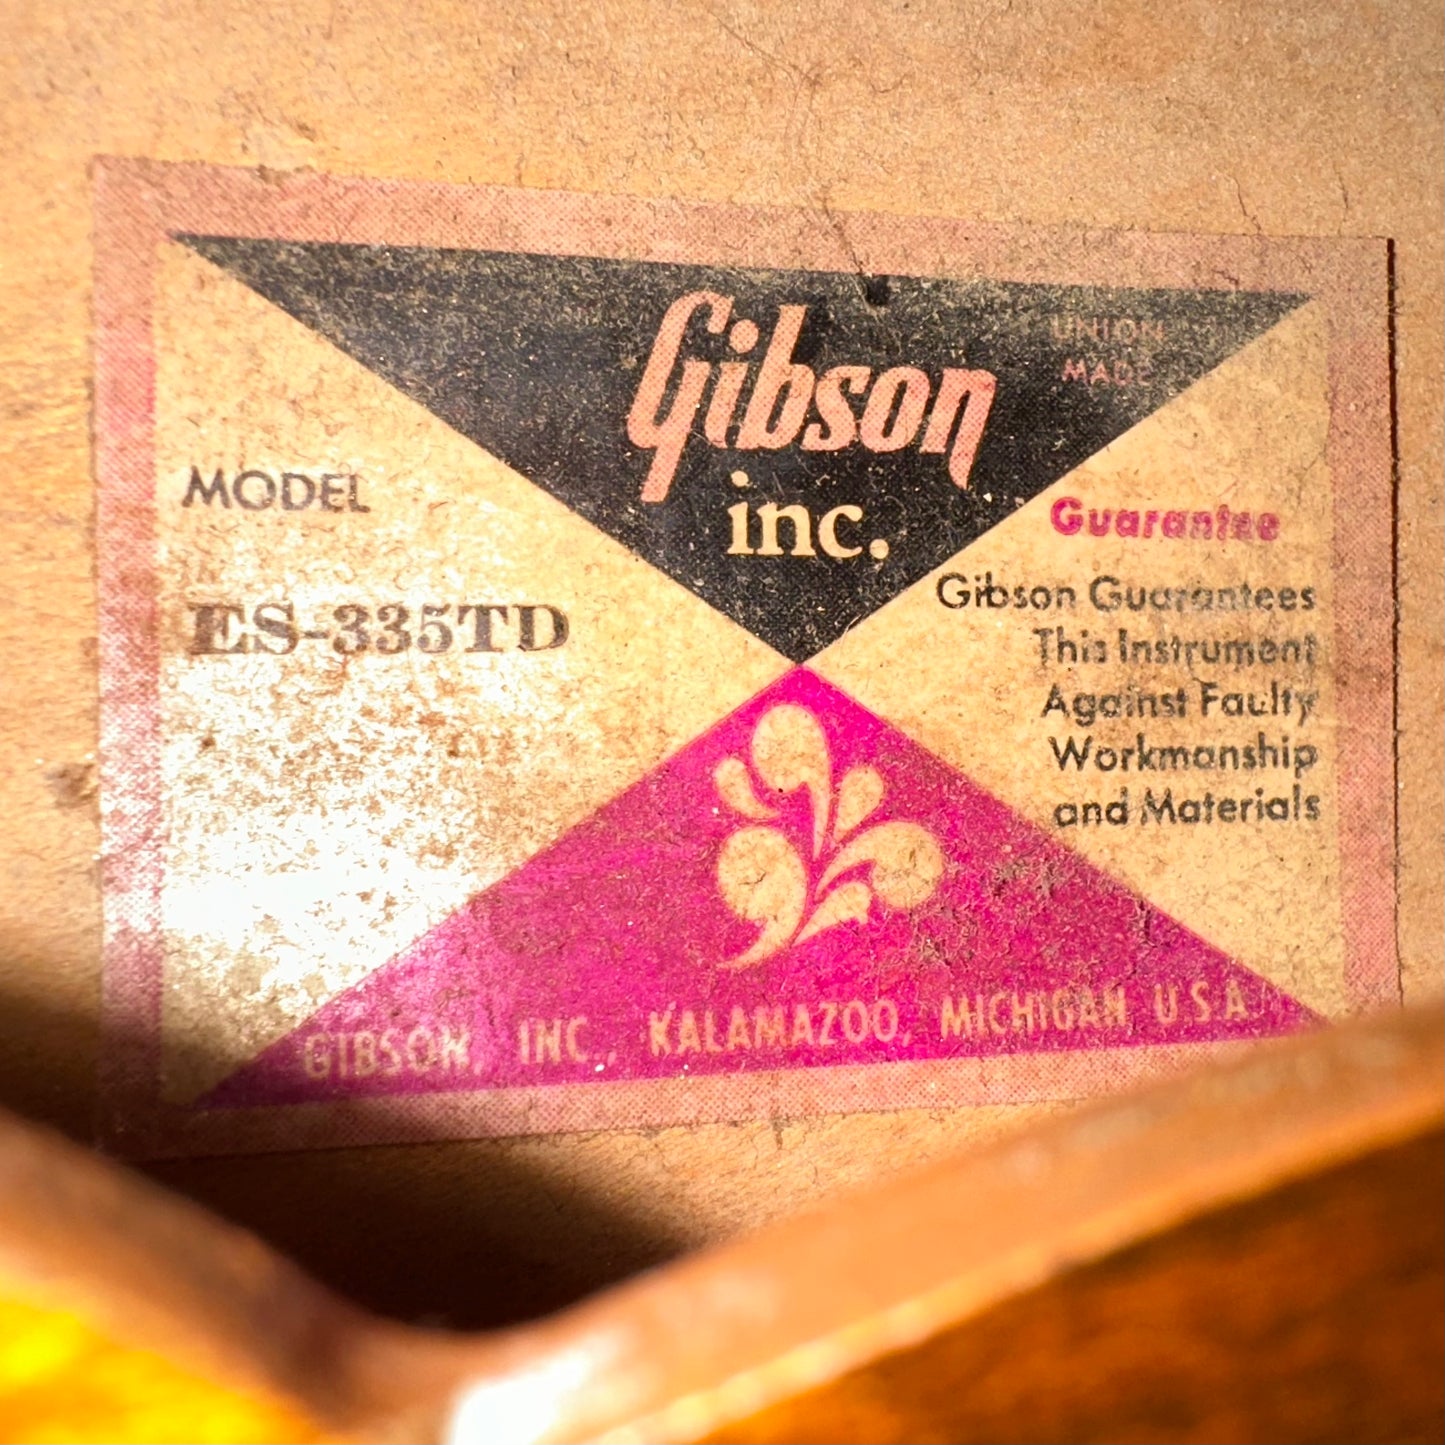 Gibson
inc.
UNION
MADE
MODEL
ES-335TD
Guarantee
Gibson Guarantees
This Instrument
Against Faulty
Workmanship
and Materials
GIBSON, INC., KALAMAZOO, MICHIGAN U S A